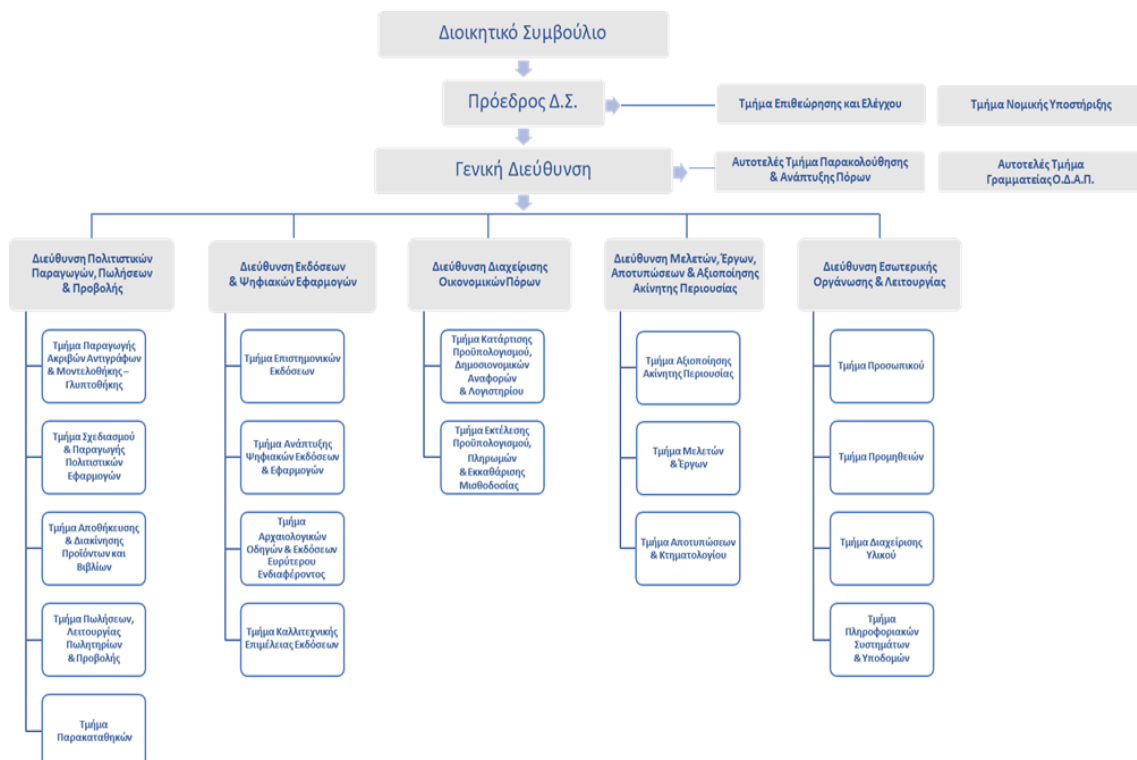 Διοικητικό Συμβούλιο
Πρόεδρος Δ.Σ.
Τμήμα Επιθεώρησης και Ελέγχου
Τμήμα Νομικής Υποστήριξης
Γενική Διεύθυνση
Αυτοτελές Τμήμα Παρακολούθησης
& Ανάπτυξης Πόρων
Αυτοτελές Τμήμα
Γραμματείας Ο.Δ.Α.Π.
Διεύθυνση Πολιτιστικών
Παραγωγών, Πωλήσεων
& Προβολής
Τμήμα Παραγωγής
Ακριβών Αντιγράφων
& Μοντελοθήκης –
Γλυπτοθήκης
Τμήμα Σχεδιασμού
& Παραγωγής
Πολιτιστικών
Εφαρμογών
Τμήμα Αποθήκευσης
& Διακίνησης
Προϊόντων και
Βιβλίων
Τμήμα Πωλήσεων,
Λειτουργίας
Πωλητηρίων
& Προβολής
Τμήμα
Παρακαταθηκών
Διεύθυνση Εκδόσεων
& Ψηφιακών Εφαρμογών
Τμήμα Επιστημονικών
Εκδόσεων
Τμήμα Ανάπτυξης
Ψηφιακών Εκδόσεων
& Εφαρμογών
Τμήμα
Αρχαιολογικών
Οδηγών & Εκδόσεων
Ευρύτερου
Ενδιαφέροντος
Τμήμα Καλλιτεχνικής
Επιμέλειας Εκδόσεων
Διεύθυνση Διαχείρισης
Οικονομικών Πόρων
Τμήμα Κατάρτισης
Προϋπολογισμού,
Δημοσιονομικών
Αναφορών
& Λογιστηρίου
Τμήμα Εκτέλεσης
Προϋπολογισμού,
Πληρωμών
& Εκκαθάρισης
Μισθοδοσίας
Διεύθυνση Μελετών, Έργων,
Αποτυπώσεων & Αξιοποίησης
Ακίνητης Περιουσίας
Τμήμα Αξιοποίησης
Ακίνητης Περιουσίας
Τμήμα Μελετών
& Έργων
Τμήμα Αποτυπώσεων
& Κτηματολογίου
Διεύθυνση Εσωτερικής
Οργάνωσης & Λειτουργίας
Τμήμα Προσωπικού
Τμήμα Προμηθειών
Τμήμα Διαχείρισης
Υλικού
Τμήμα
Πληροφοριακών
Συστημάτων
& Υποδομών